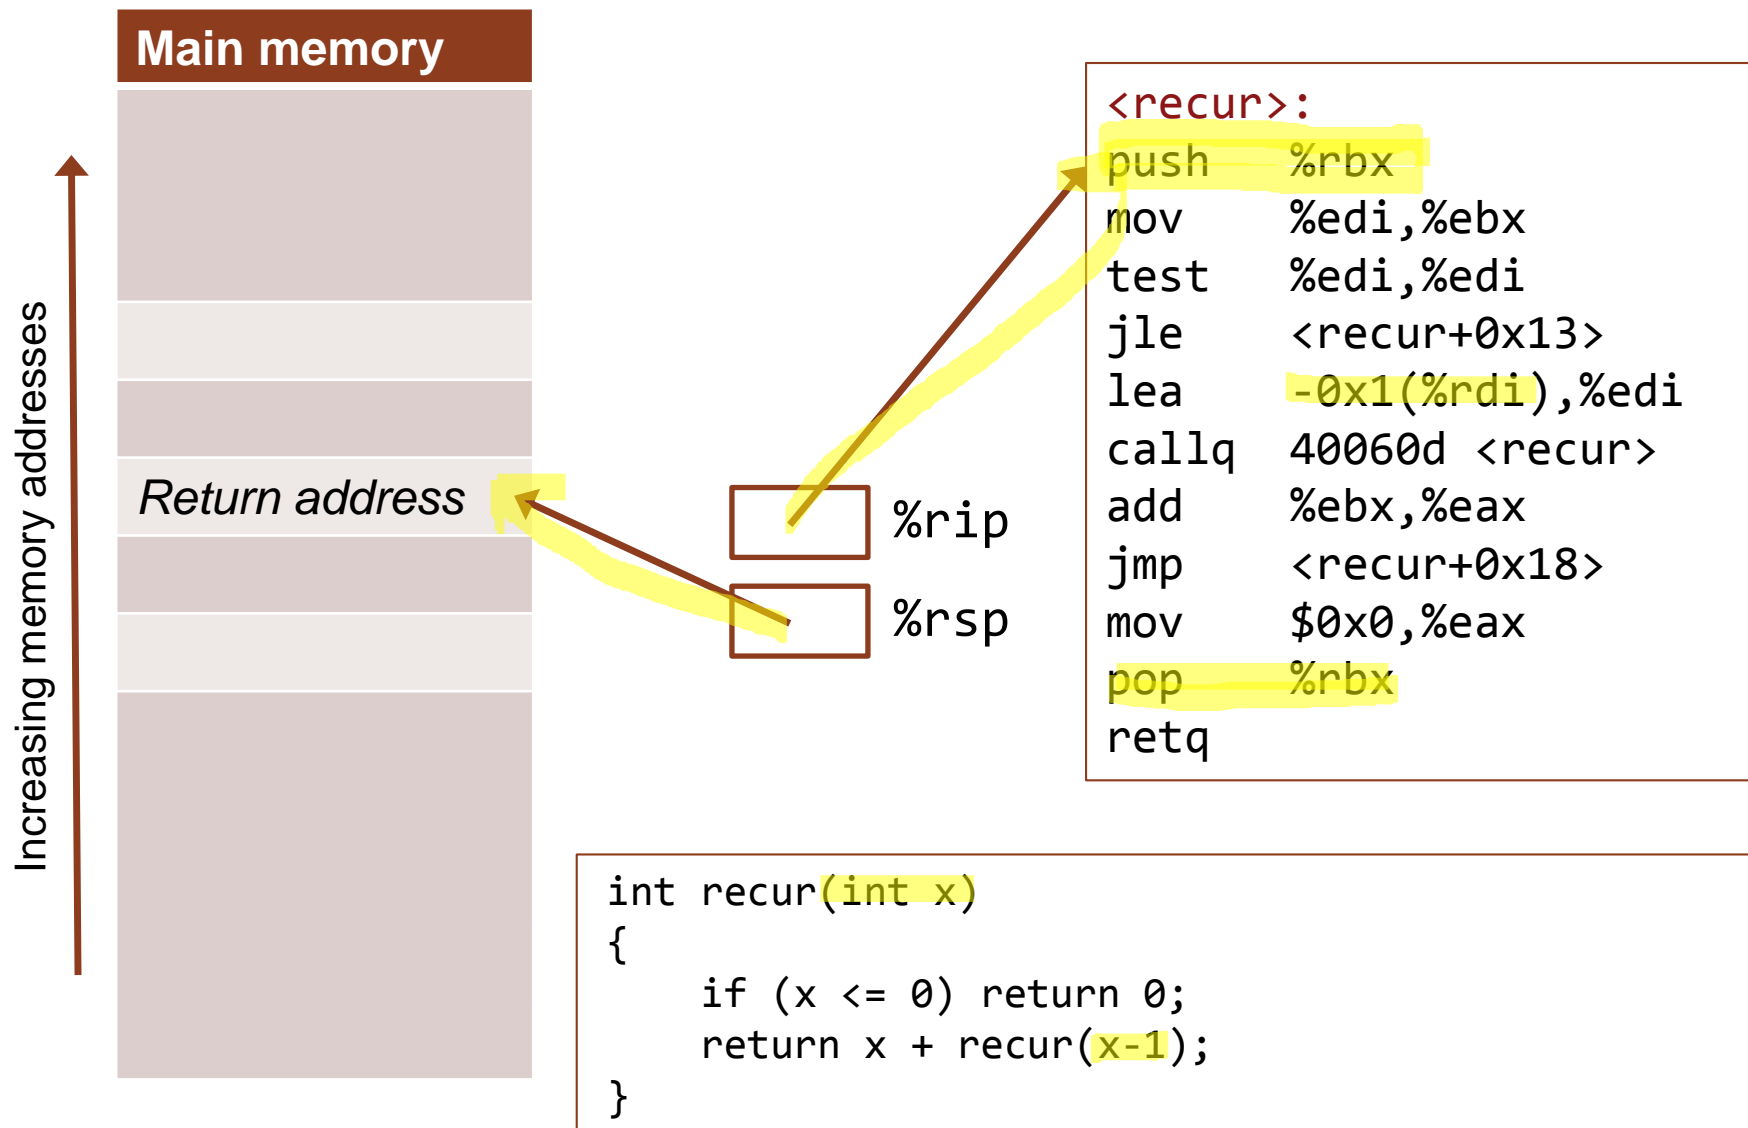 Main memory
Increasing memory addresses
Return address
%rip
%rsp
<recur>:
push %rbx
mov %edi,%ebx
test %edi,%edi
jle <recur+0x13>
lea -0x1(%rdi),%edi
callq 40060d <recur>
add %ebx,%eax
jmp <recur+0x18>
mov $0x0,%eax
pop %rbx
retq
int recur(int x)
{
if (x <= 0) return 0;
return x + recur(x-1);
}